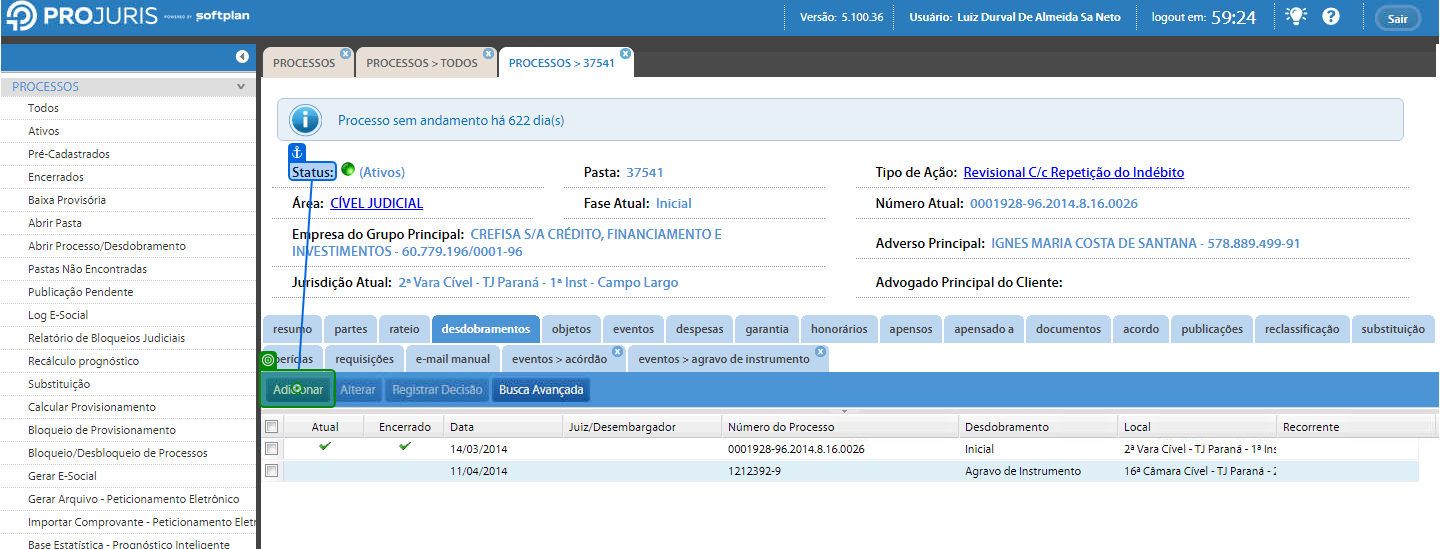 PROJURIS POWERED BY softplan
Versão: 5.100.36
Usuário: Luiz Durval De Almeida Sa Neto
logout em: 59:24
Sair
PROCESSOS
Todos
Ativos
Pré-Cadastrados
Encerrados
Baixa Provisória
Abrir Pasta
Abrir Processo/Desdobramento
Pastas Não Encontradas
Publicação Pendente
Log E-Social
Relatório de Bloqueios Judiciais
Recálculo prognóstico
Substituição
Calcular Provisionamento
Bloqueio de Provisionamento
Bloqueio/Desbloqueio de Processos
Gerar E-Social
Gerar Arquivo - Peticionamento Eletrônico
Importar Comprovante - Peticionamento Eletr
Base Estatística - Prognóstico Inteligente
PROCESSOS
PROCESSOS > TODOS
PROCESSOS > 37541
Processo sem andamento há 622 dia(s)
Status: (Ativos)
Pasta: 37541
Tipo de Ação: Revisional C/c Repetição do Indébito
Área: CÍVEL JUDICIAL
Fase Atual: Inicial
Número Atual: 0001928-96.2014.8.16.0026
Empresa do Grupo Principal: CREFISA S/A CRÉDITO, FINANCIAMENTO E
INVESTIMENTOS - 60.779.196/0001-96
Adverso Principal: IGNES MARIA COSTA DE SANTANA - 578.889.499-91
Jurisdição Atual: 2ª Vara Cível - TJ Paraná - 1ª Inst - Campo Largo
Advogado Principal do Cliente:
resumo partes rateio desdobramentos objetos eventos despesas garantia honorários apensos apensado a documentos acordo publicações reclassificação substituição
perícias requisições e-mail manual eventos > acórdão eventos > agravo de instrumento
Adicionar Alterar Registrar Decisão Busca Avançada
Atual Encerrado Data Juiz/Desembargador Número do Processo Desdobramento Local Recorrente
14/03/2014 0001928-96.2014.8.16.0026 Inicial 2ª Vara Cível - TJ Paraná - 1ª Ins
11/04/2014 1212392-9 Agravo de Instrumento 16ª Câmara Cível - TJ Paraná - 2